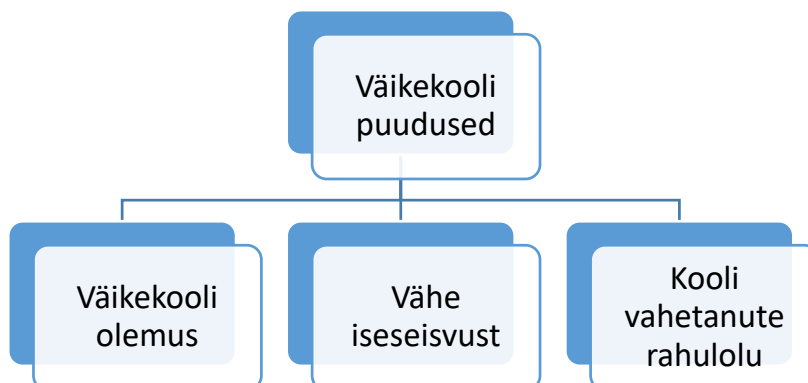 Väikekooli
puudused
Väikekooli
olemus
Vähe
iseseisvust
Kooli
vahetanute
rahulolu